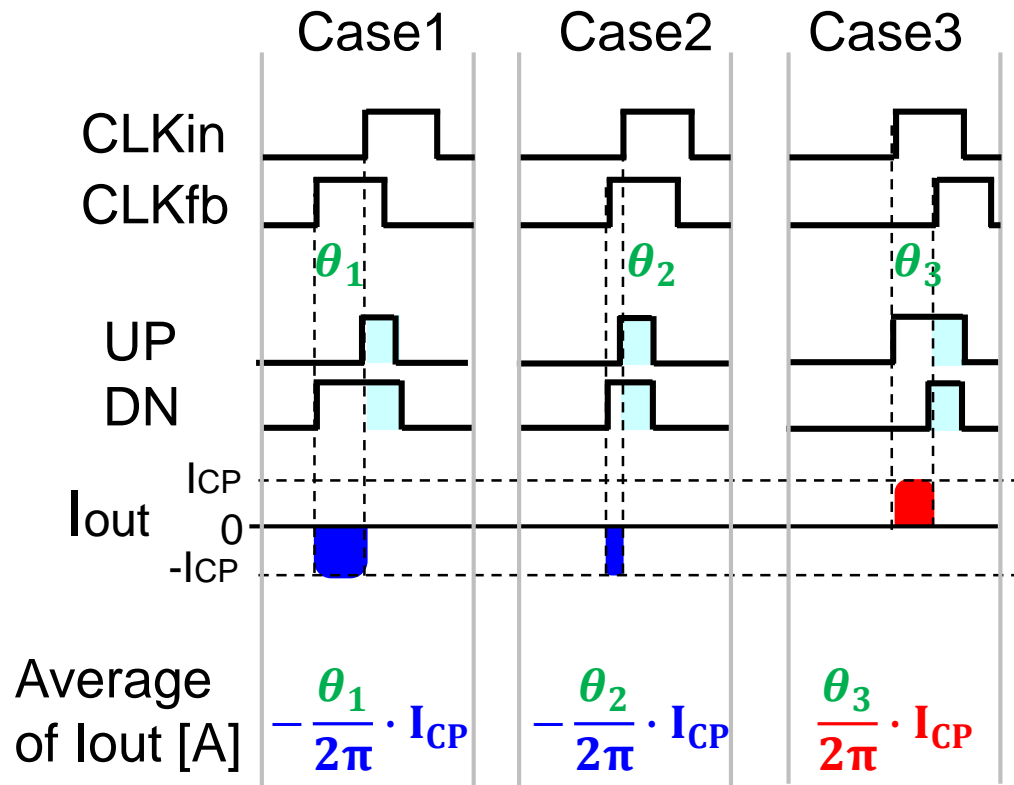 Case1 Case2 Case3
CLKin
CLKfb
θ₁ θ₂ θ₃
UP
DN
ICP
Iout 0
-ICP
Average of Iout [A]
− θ₁/2π · ICP − θ₂/2π · ICP θ₃/2π · ICP